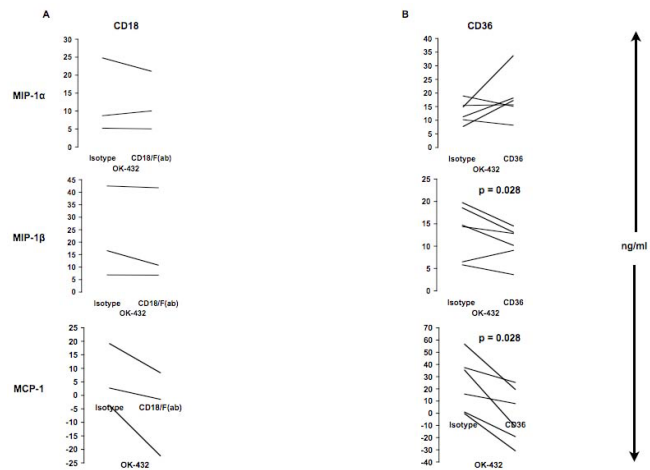 A
B
CD18
CD36
MIP-1α
30
25
20
15
10
5
0
Isotype CD18/F(ab)
OK-432
40
35
30
25
20
15
10
5
0
Isotype CD36
OK-432
MIP-1β
45
40
35
30
25
20
15
10
5
0
Isotype CD18/F(ab)
OK-432
p = 0.028
25
20
15
10
5
0
Isotype CD36
OK-432
ng/ml
MCP-1
25
20
15
10
5
0
-5
-10
-15
-20
-25
Isotype CD18/F(ab)
OK-432
p = 0.028
70
60
50
40
30
20
10
0
-10
-20
-30
-40
Isotype CD36
OK-432